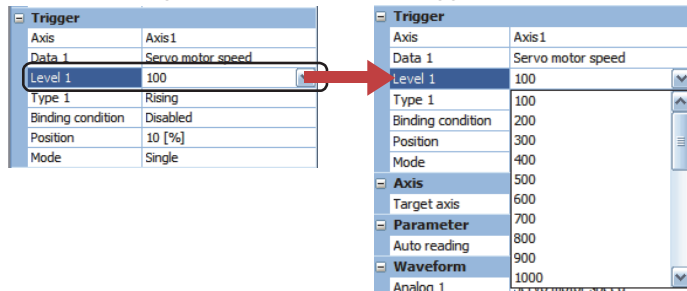 Trigger
Axis Axis1
Data 1 Servo motor speed
Level 1 100
Type 1 Rising
Binding condition Disabled
Position 10 [%]
Mode Single
Trigger
Axis Axis1
Data 1 Servo motor speed
Level 1 100
Type 1 100
Binding condition 200
Position 300
Mode 400
Axis 500
Target axis 600
Parameter 700
Auto reading 800
Waveform 900
Analog 1 1000